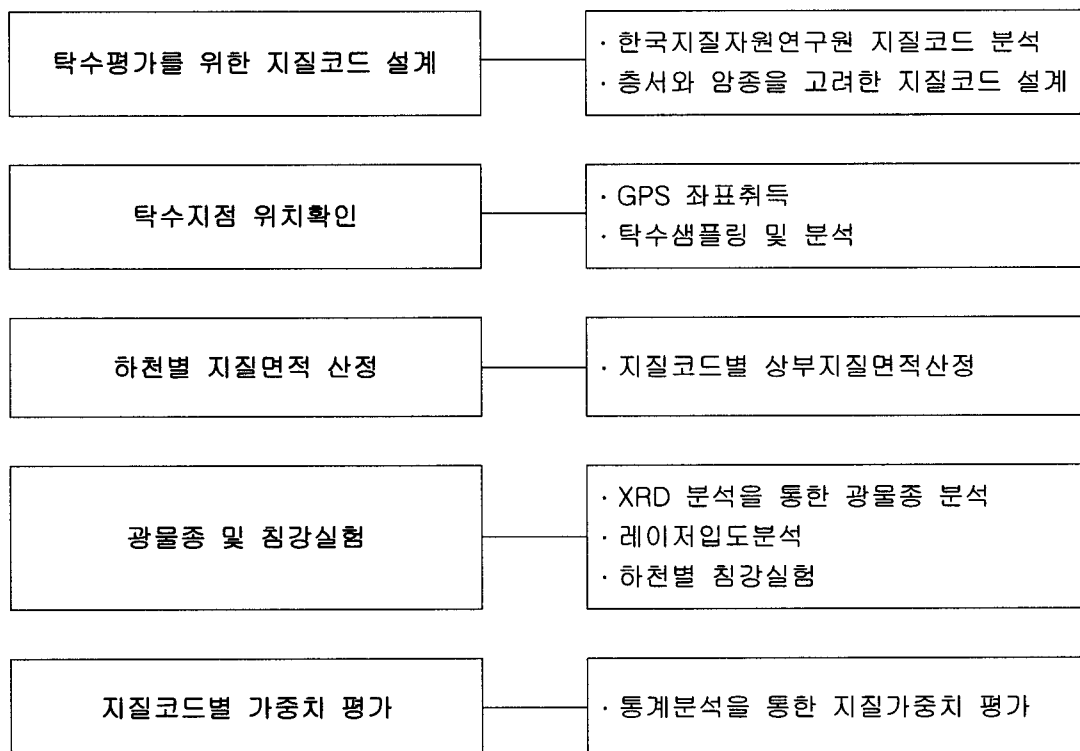 탁수평가를 위한 지질코드 설계
· 한국지질자원연구원 지질코드 분석
· 층서와 암종을 고려한 지질코드 설계
탁수지점 위치확인
· GPS 좌표취득
· 탁수샘플링 및 분석
하천별 지질면적 산정
· 지질코드별 상부지질면적산정
광물종 및 침강실험
· XRD 분석을 통한 광물종 분석
· 레이저입도분석
· 하천별 침강실험
지질코드별 가중치 평가
· 통계분석을 통한 지질가중치 평가